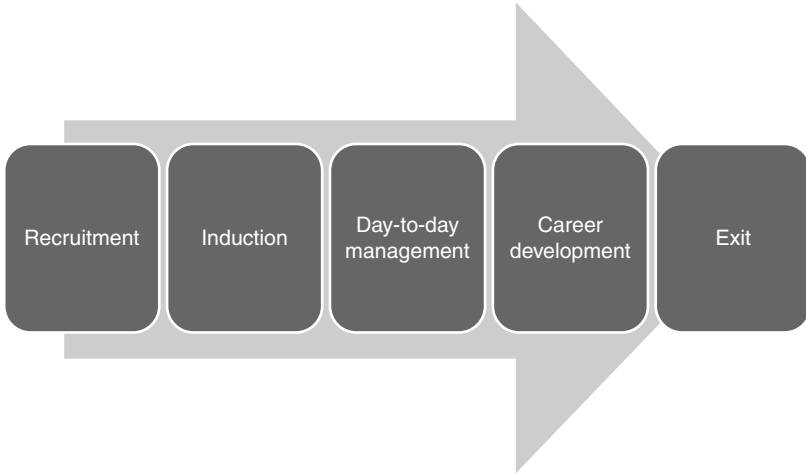 Recruitment
Induction
Day-to-day
management
Career
development
Exit